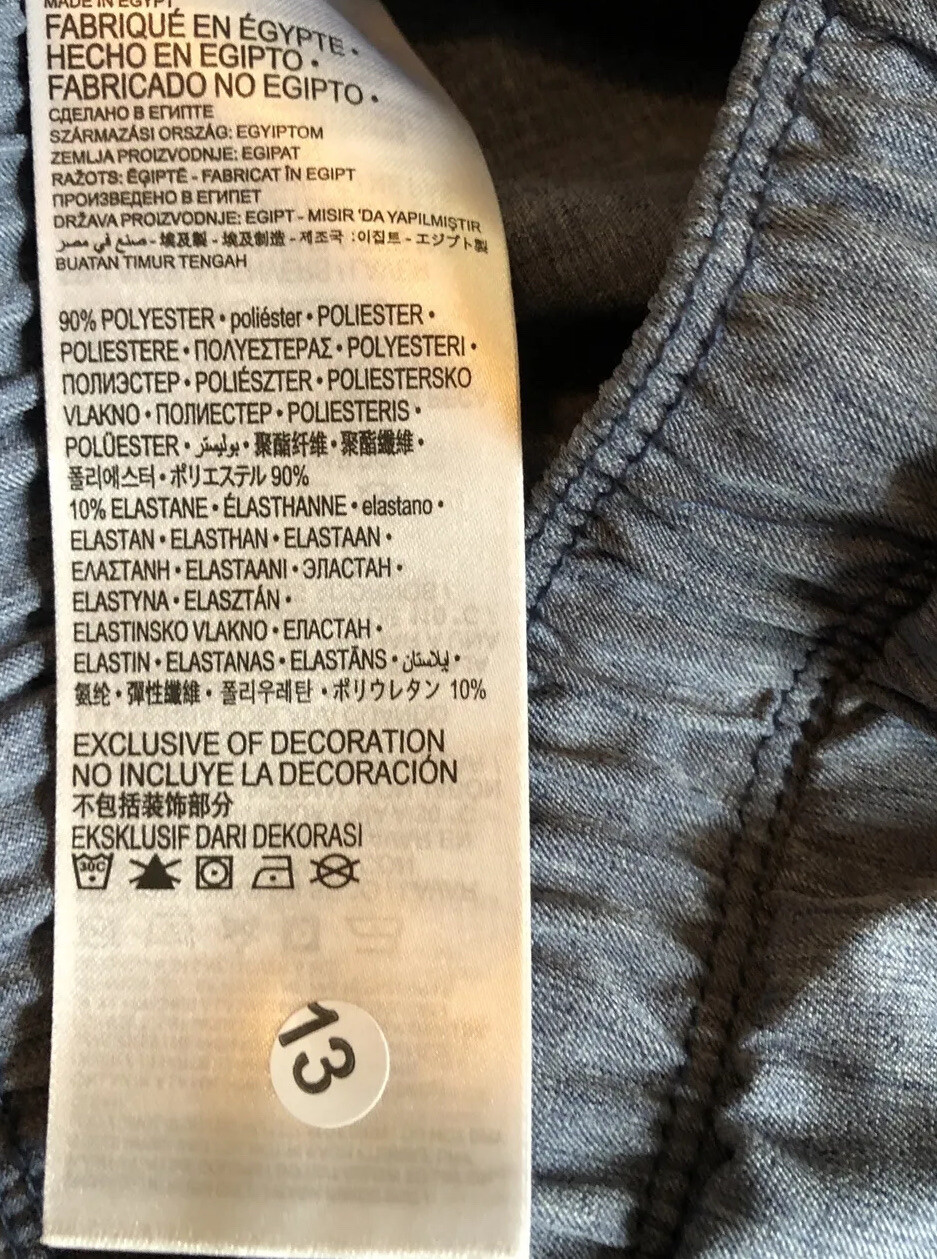 MADE IN EGYPT
FABRIQUÉ EN ÉGYPTE •
HECHO EN EGIPTO •
FABRICADO NO EGIPTO •
СДЕЛАНО В ЕГИПТЕ
SZÁRMAZÁSI ORSZÁG: EGYIPTOM
ZEMLJA PROIZVODNJE: EGIPAT
RAŽOTS: ĒĢIPTĒ - FABRICAT ÎN EGIPT
ПРОИЗВЕДЕНО В ЕГИПЕТ
DRŽAVA PROIZVODNJE: EGIPT - MISIR 'DA YAPILMIŞTIR
صنع في مصر - 埃及製 - 埃及制造 - 제조국 :이집트 - エジプト製
BUATAN TIMUR TENGAH
90% POLYESTER • poliéster • POLIESTER •
POLIESTERE • ΠΟΛΥΕΣΤΕΡΑΣ • POLYESTERI •
ПОЛИЭСТЕР • POLIÉSZTER • POLIESTERSKO
VLAKNO • ПОЛИЕСТЕР • POLIESTERIS •
POLÜESTER • بوليستر • 聚酯纤维 • 聚酯纖維 •
폴리에스터 • ポリエステル 90%
10% ELASTANE • ÉLASTHANNE • elastano •
ELASTAN • ELASTHAN • ELASTAAN •
ΕΛΑΣΤΑΝΗ • ELASTAANI • ЭЛАСТАН •
ELASTYNA • ELASZTÁN •
ELASTINSKO VLAKNO • ЕЛАСТАН •
ELASTIN • ELASTANAS • ELASTĀNS • إيلاستان •
氨纶 • 彈性纖維 • 폴리우레탄 • ポリウレタン 10%
EXCLUSIVE OF DECORATION
NO INCLUYE LA DECORACIÓN
不包括装饰部分
EKSKLUSIF DARI DEKORASI
30C
13